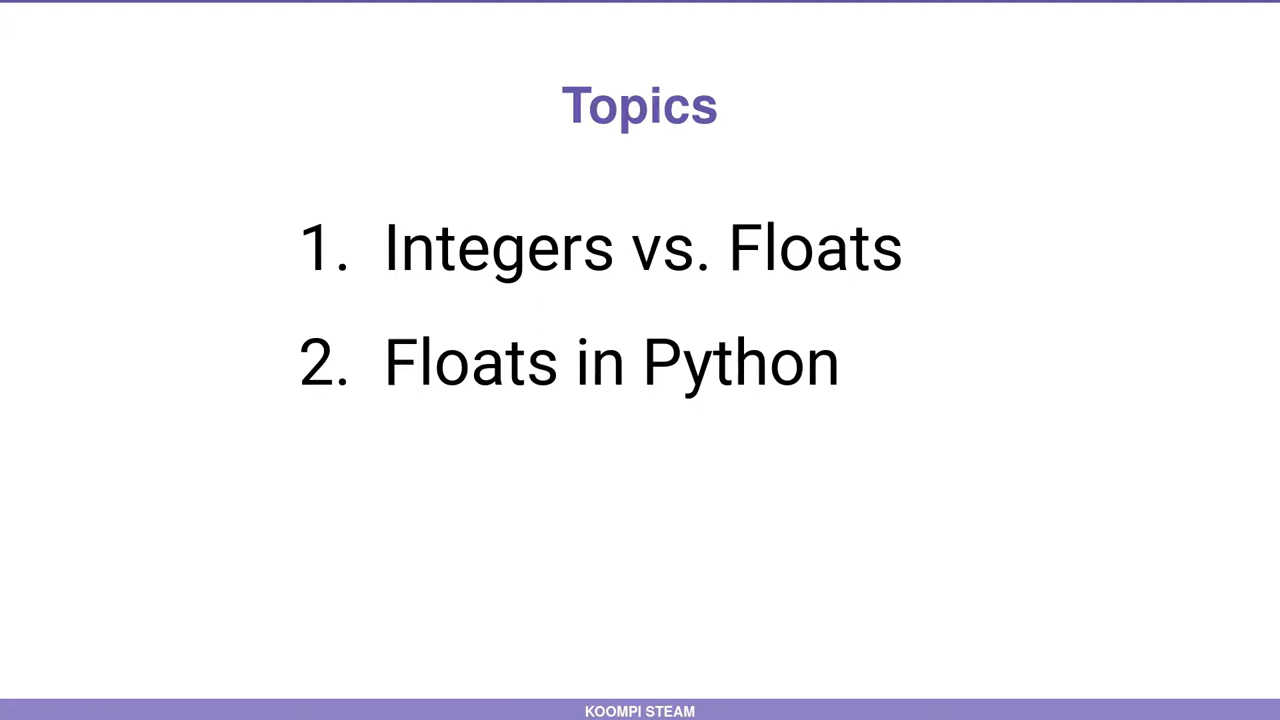 Topics
1. Integers vs. Floats
2. Floats in Python
KOOMPI STEAM